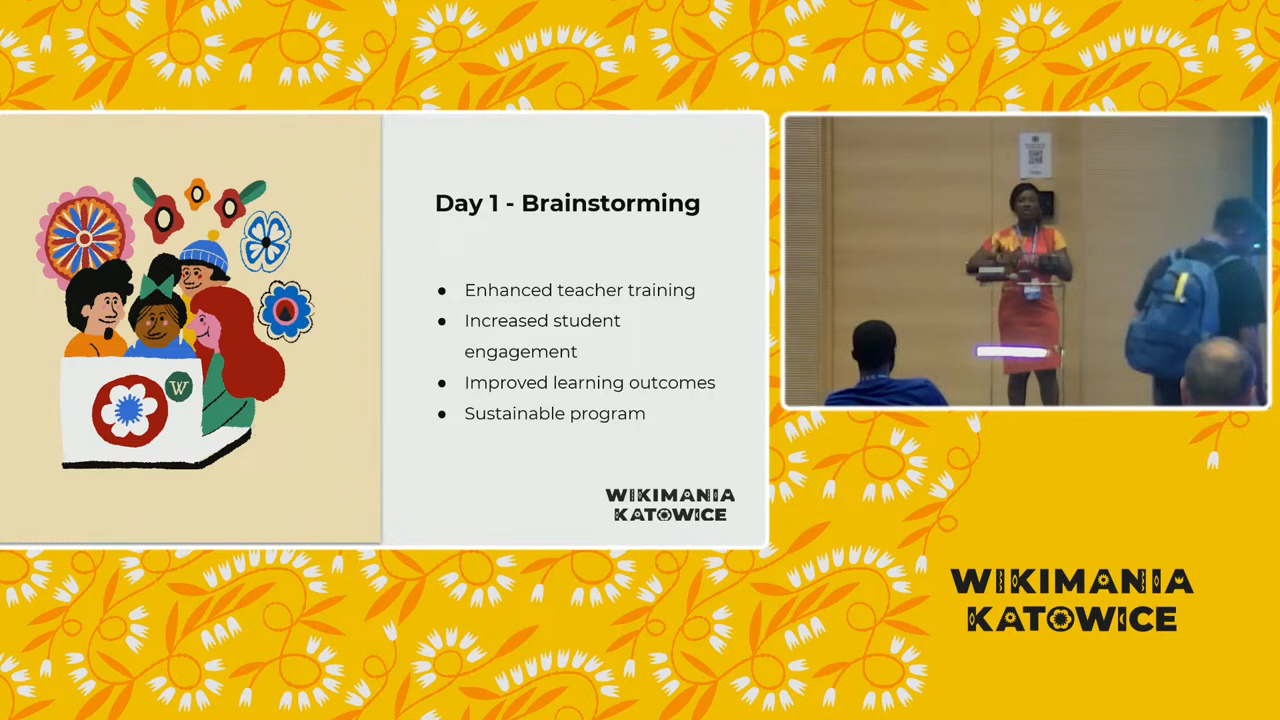 Day 1 - Brainstorming
● Enhanced teacher training
● Increased student
engagement
● Improved learning outcomes
● Sustainable program
W
WIKIMANIA
KATOWICE
WIKIMANIA
KATOWICE